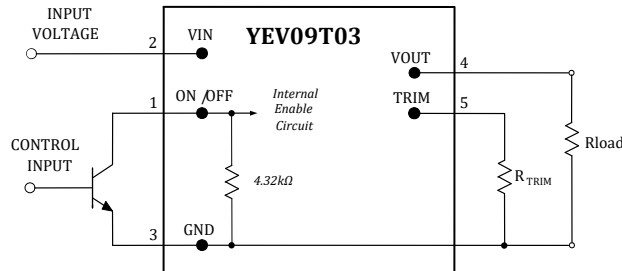 INPUT
VOLTAGE
2
VIN
YEV09T03
VOUT
4
1
ON /OFF
Internal
Enable
Circuit
TRIM
5
CONTROL
INPUT
4.32kΩ
R TRIM
Rload
3
GND